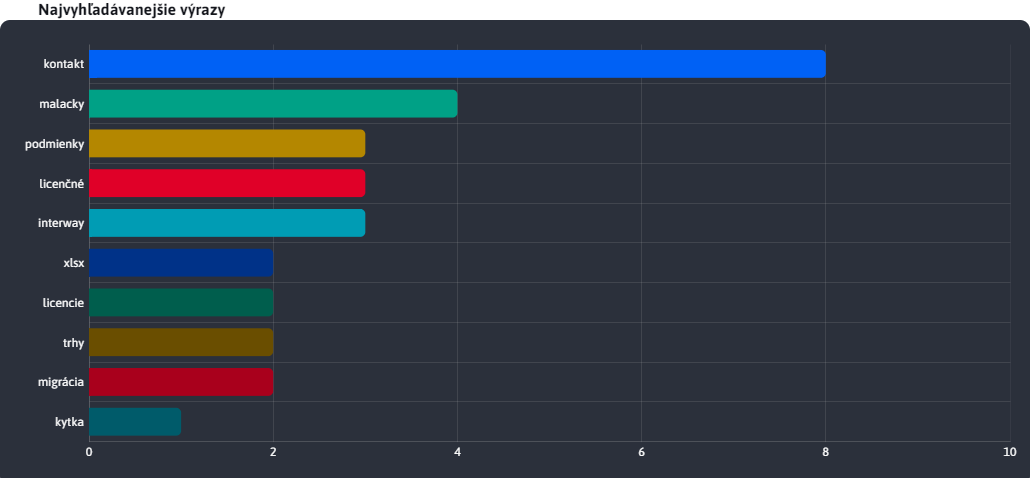 Najvyhľadávanejšie výrazy
kontakt
malacky
podmienky
licenčné
interway
xlsx
licencie
trhy
migrácia
kytka
0 2 4 6 8 10